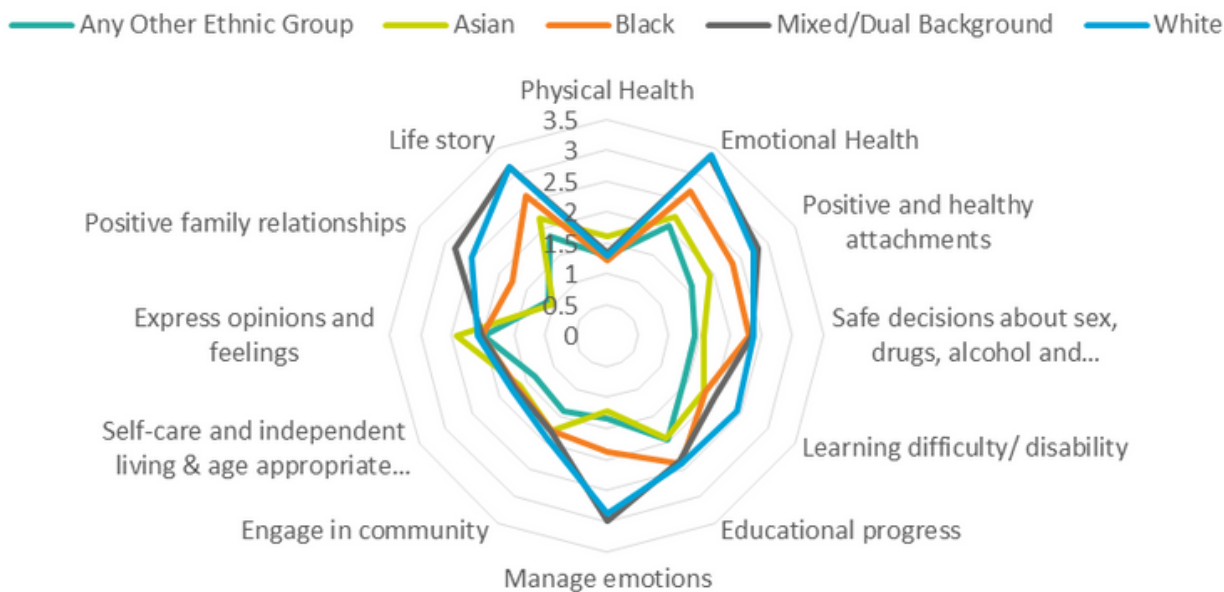 Any Other Ethnic Group Asian Black Mixed/Dual Background White
Physical Health
3.5
3
2.5
2
1.5
1
0.5
0
Emotional Health
Positive and healthy
attachments
Safe decisions about sex,
drugs, alcohol and...
Learning difficulty/ disability
Educational progress
Manage emotions
Engage in community
Self-care and independent
living & age appropriate...
Express opinions and
feelings
Positive family relationships
Life story